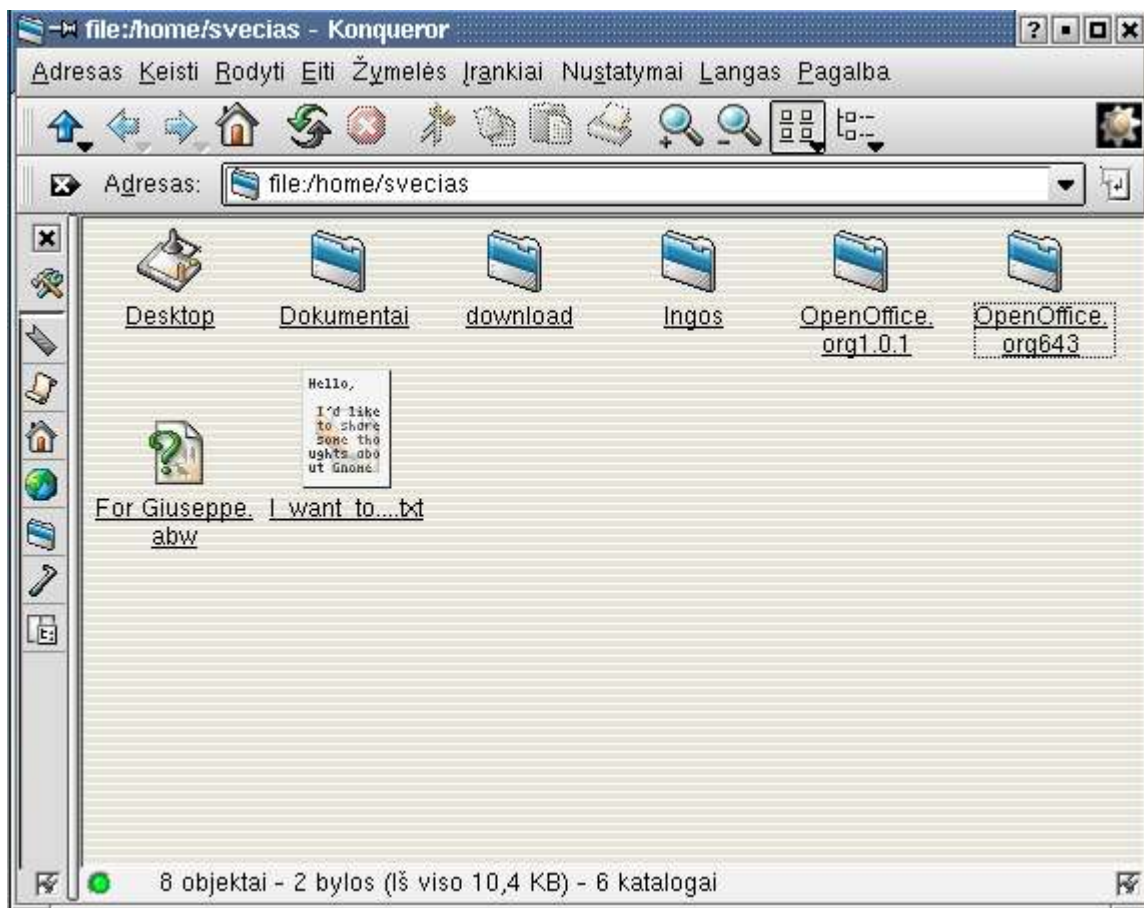 file:/home/svecias - Konqueror
Adresas Keisti Rodyti Eiti Žymelės Įrankiai Nustatymai Langas Pagalba
Adresas: file:/home/svecias
Desktop Dokumentai download Ingos OpenOffice. OpenOffice.
org1.0.1 org643
Hello,
I'd like
to share
some tho
ughts abo
ut Gnome
For Giuseppe. I want to....txt
abw
8 objektai - 2 bylos (Iš viso 10,4 KB) - 6 katalogai